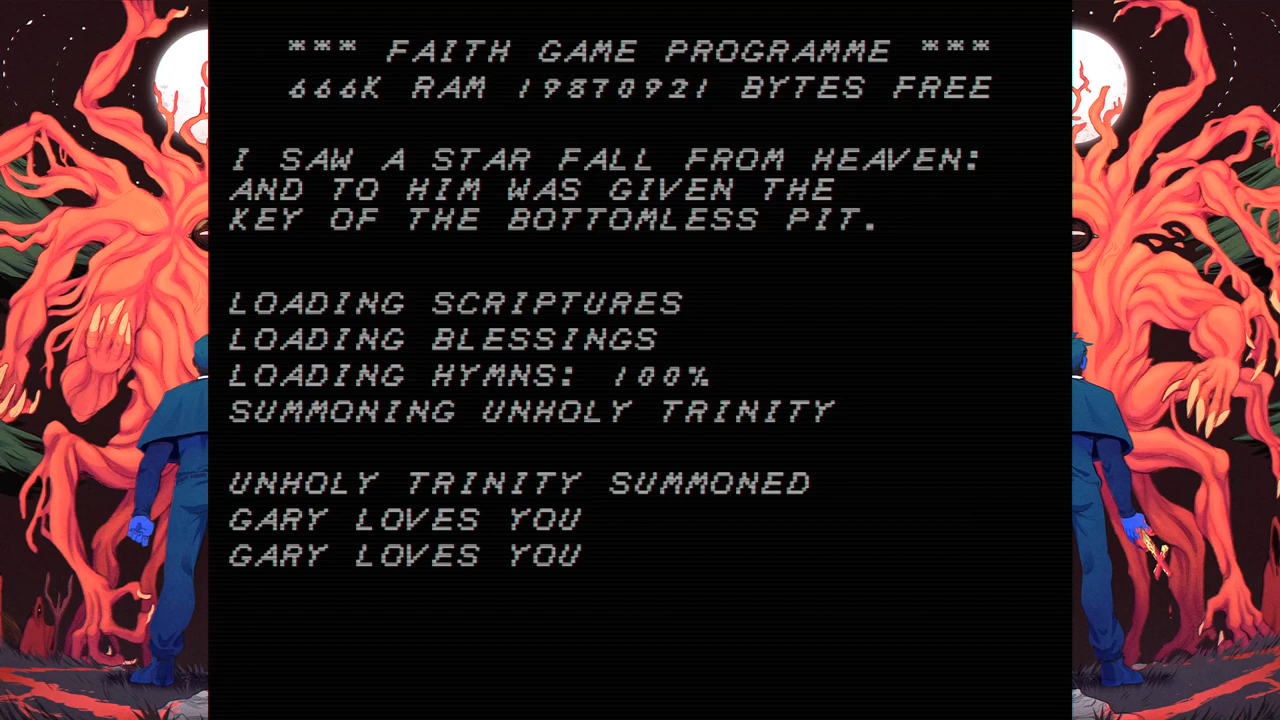 *** FAITH GAME PROGRAMME ***
666K RAM 19870921 BYTES FREE
I SAW A STAR FALL FROM HEAVEN:
AND TO HIM WAS GIVEN THE
KEY OF THE BOTTOMLESS PIT.
LOADING SCRIPTURES
LOADING BLESSINGS
LOADING HYMNS: 100%
SUMMONING UNHOLY TRINITY
UNHOLY TRINITY SUMMONED
GARY LOVES YOU
GARY LOVES YOU